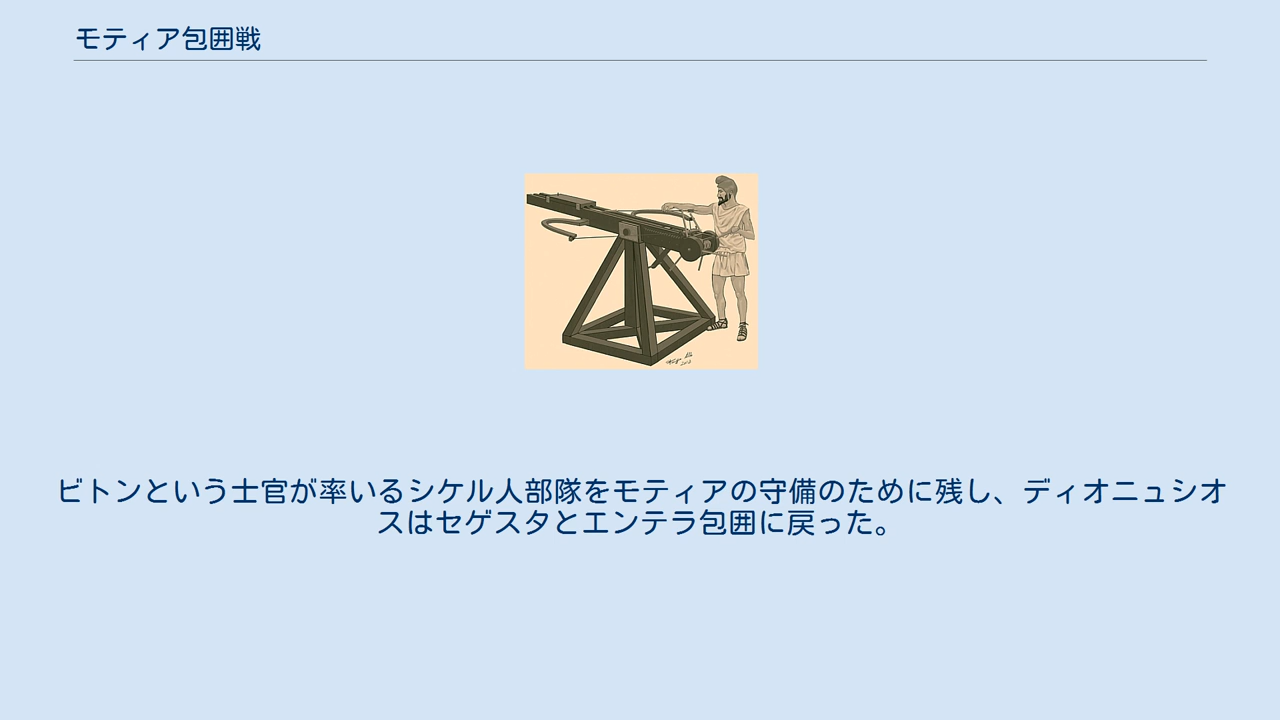 モティア包囲戦
ビトンという士官が率いるシケル人部隊をモティアの守備のために残し、ディオニュシオ
スはセゲスタとエンテラ包囲に戻った。